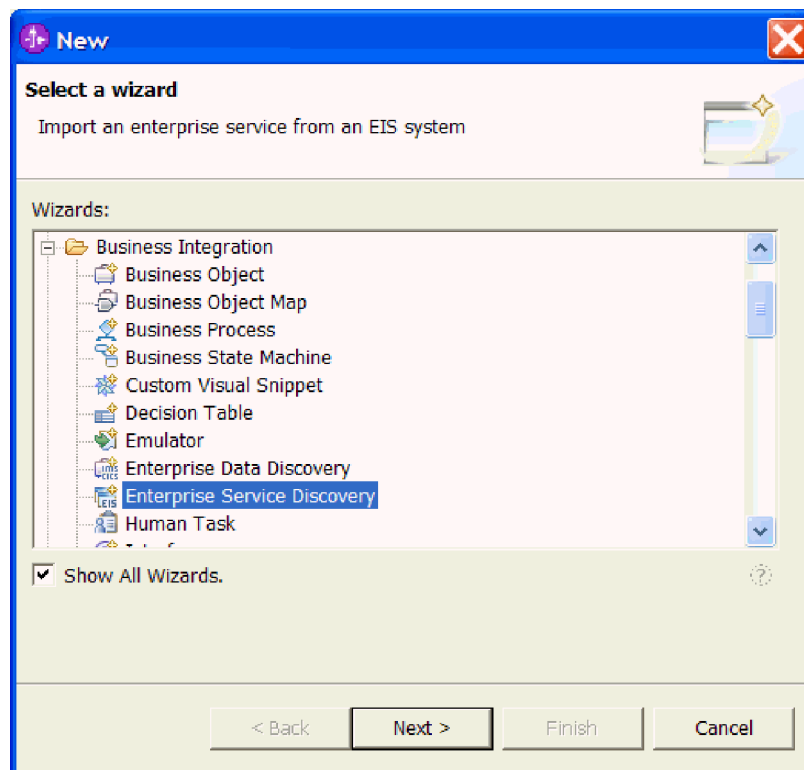 New
Select a wizard
Import an enterprise service from an EIS system
Wizards:
Business Integration
Business Object
Business Object Map
Business Process
Business State Machine
Custom Visual Snippet
Decision Table
Emulator
Enterprise Data Discovery
Enterprise Service Discovery
Human Task
Show All Wizards.
< Back
Next >
Finish
Cancel